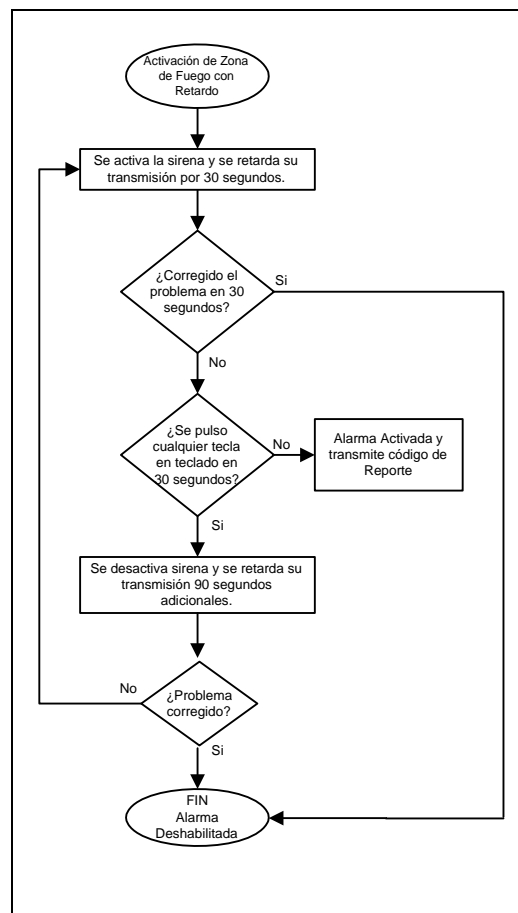 Activación de Zona
de Fuego con
Retardo
Se activa la sirena y se retarda su
transmisión por 30 segundos.
¿Corregido el
problema en 30
segundos?
Si
No
¿Se pulso
cualquier tecla
en teclado en
30 segundos?
No
Alarma Activada y
transmite código de
Reporte
Si
Se desactiva sirena y se retarda su
transmisión 90 segundos
adicionales.
No
¿Problema
corregido?
Si
FIN
Alarma
Deshabilitada